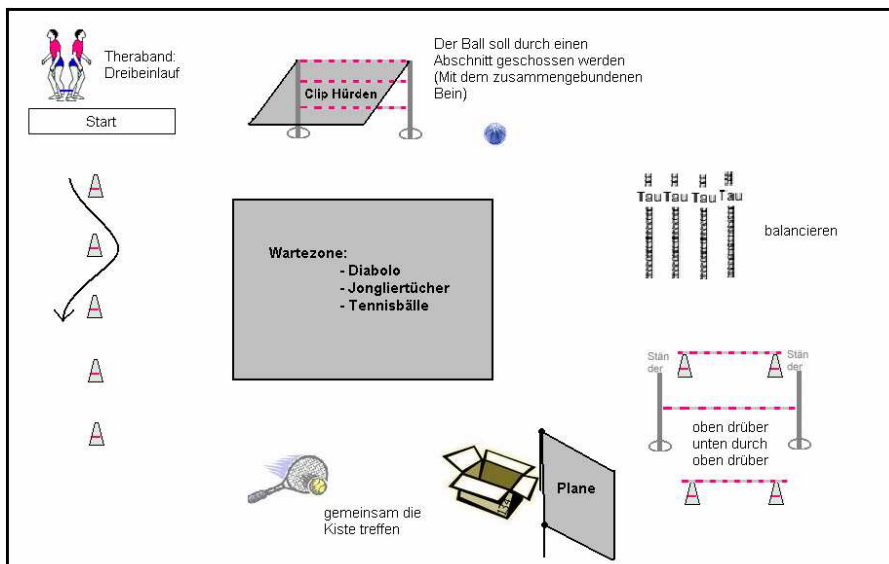 Theraband:
Dreibeinlauf
Start
Clip Hürden
Der Ball soll durch einen
Abschnitt geschossen werden
(Mit dem zusammengebundenen
Bein)
Tau Tau Tau Tau
balancieren
Wartezone:
- Diabolo
- Jongliertücher
- Tennisbälle
Stän
der
Stän
der
oben drüber
unten durch
oben drüber
Plane
gemeinsam die
Kiste treffen